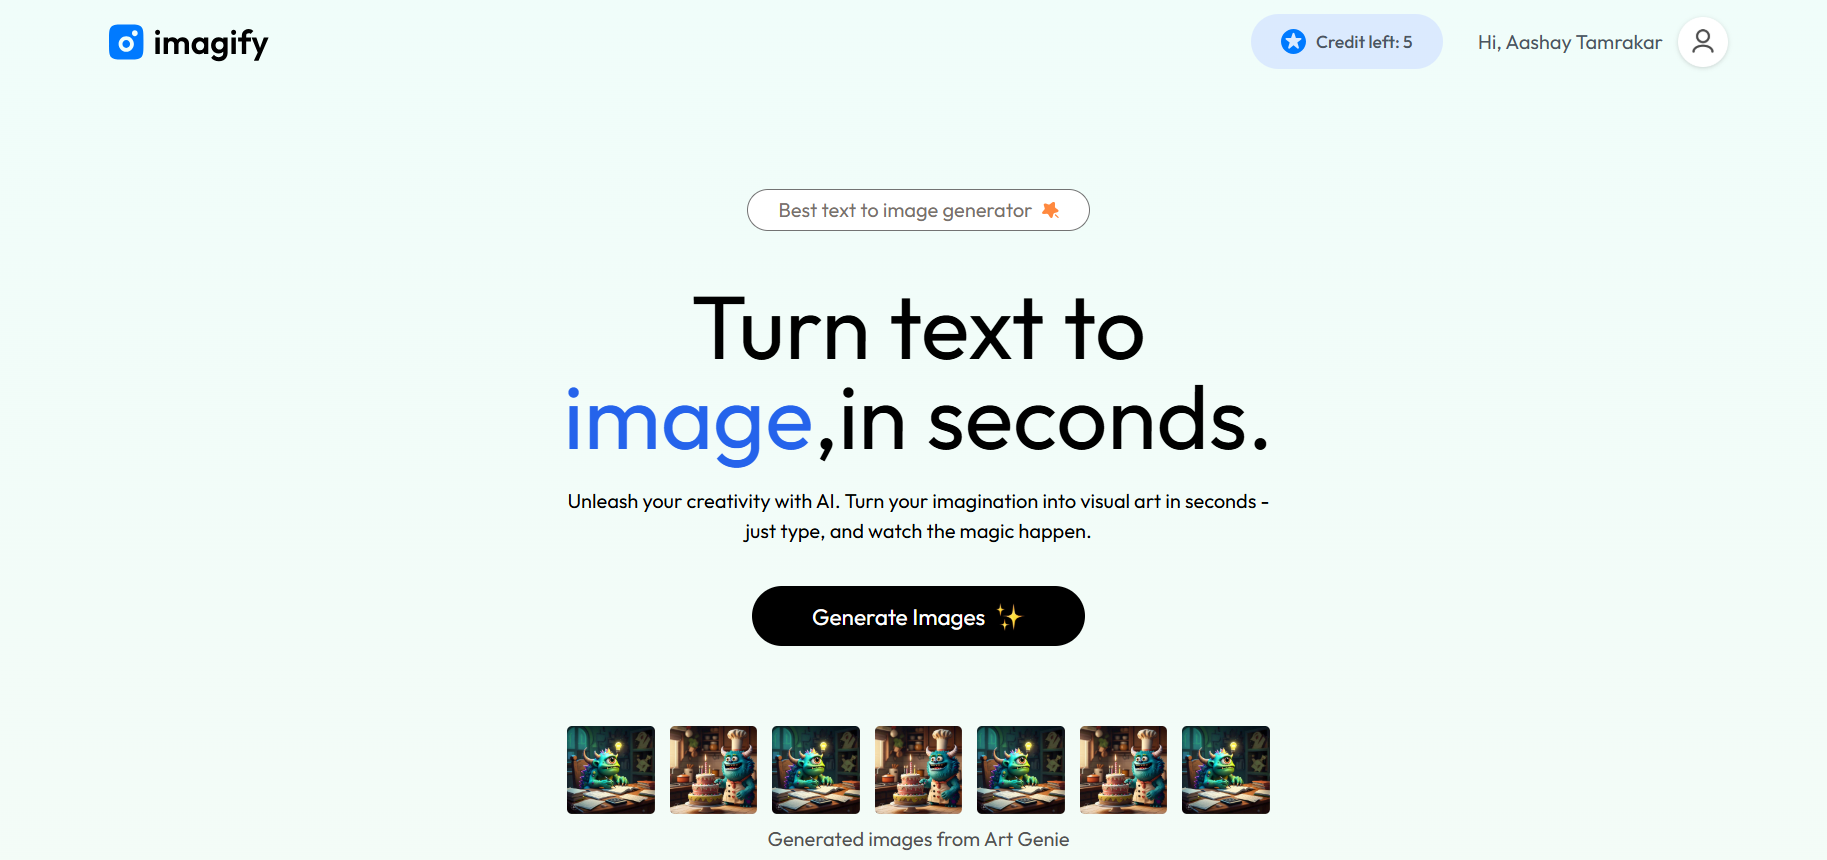 imagify
Credit left: 5
Hi, Aashay Tamrakar
Best text to image generator
Turn text to
image,in seconds.
Unleash your creativity with AI. Turn your imagination into visual art in seconds -
just type, and watch the magic happen.
Generate Images ✨
Generated images from Art Genie